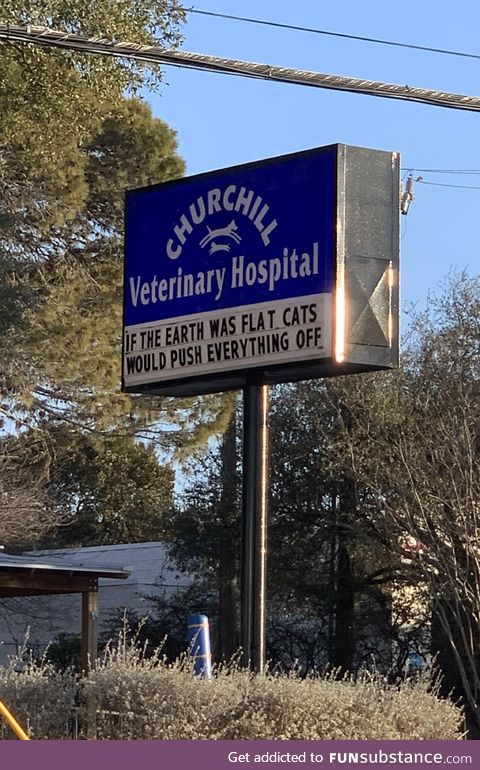 CHURCHILL
Veterinary Hospital
IF THE EARTH WAS FLAT CATS
WOULD PUSH EVERYTHING OFF
Get addicted to FUNsubstance.com